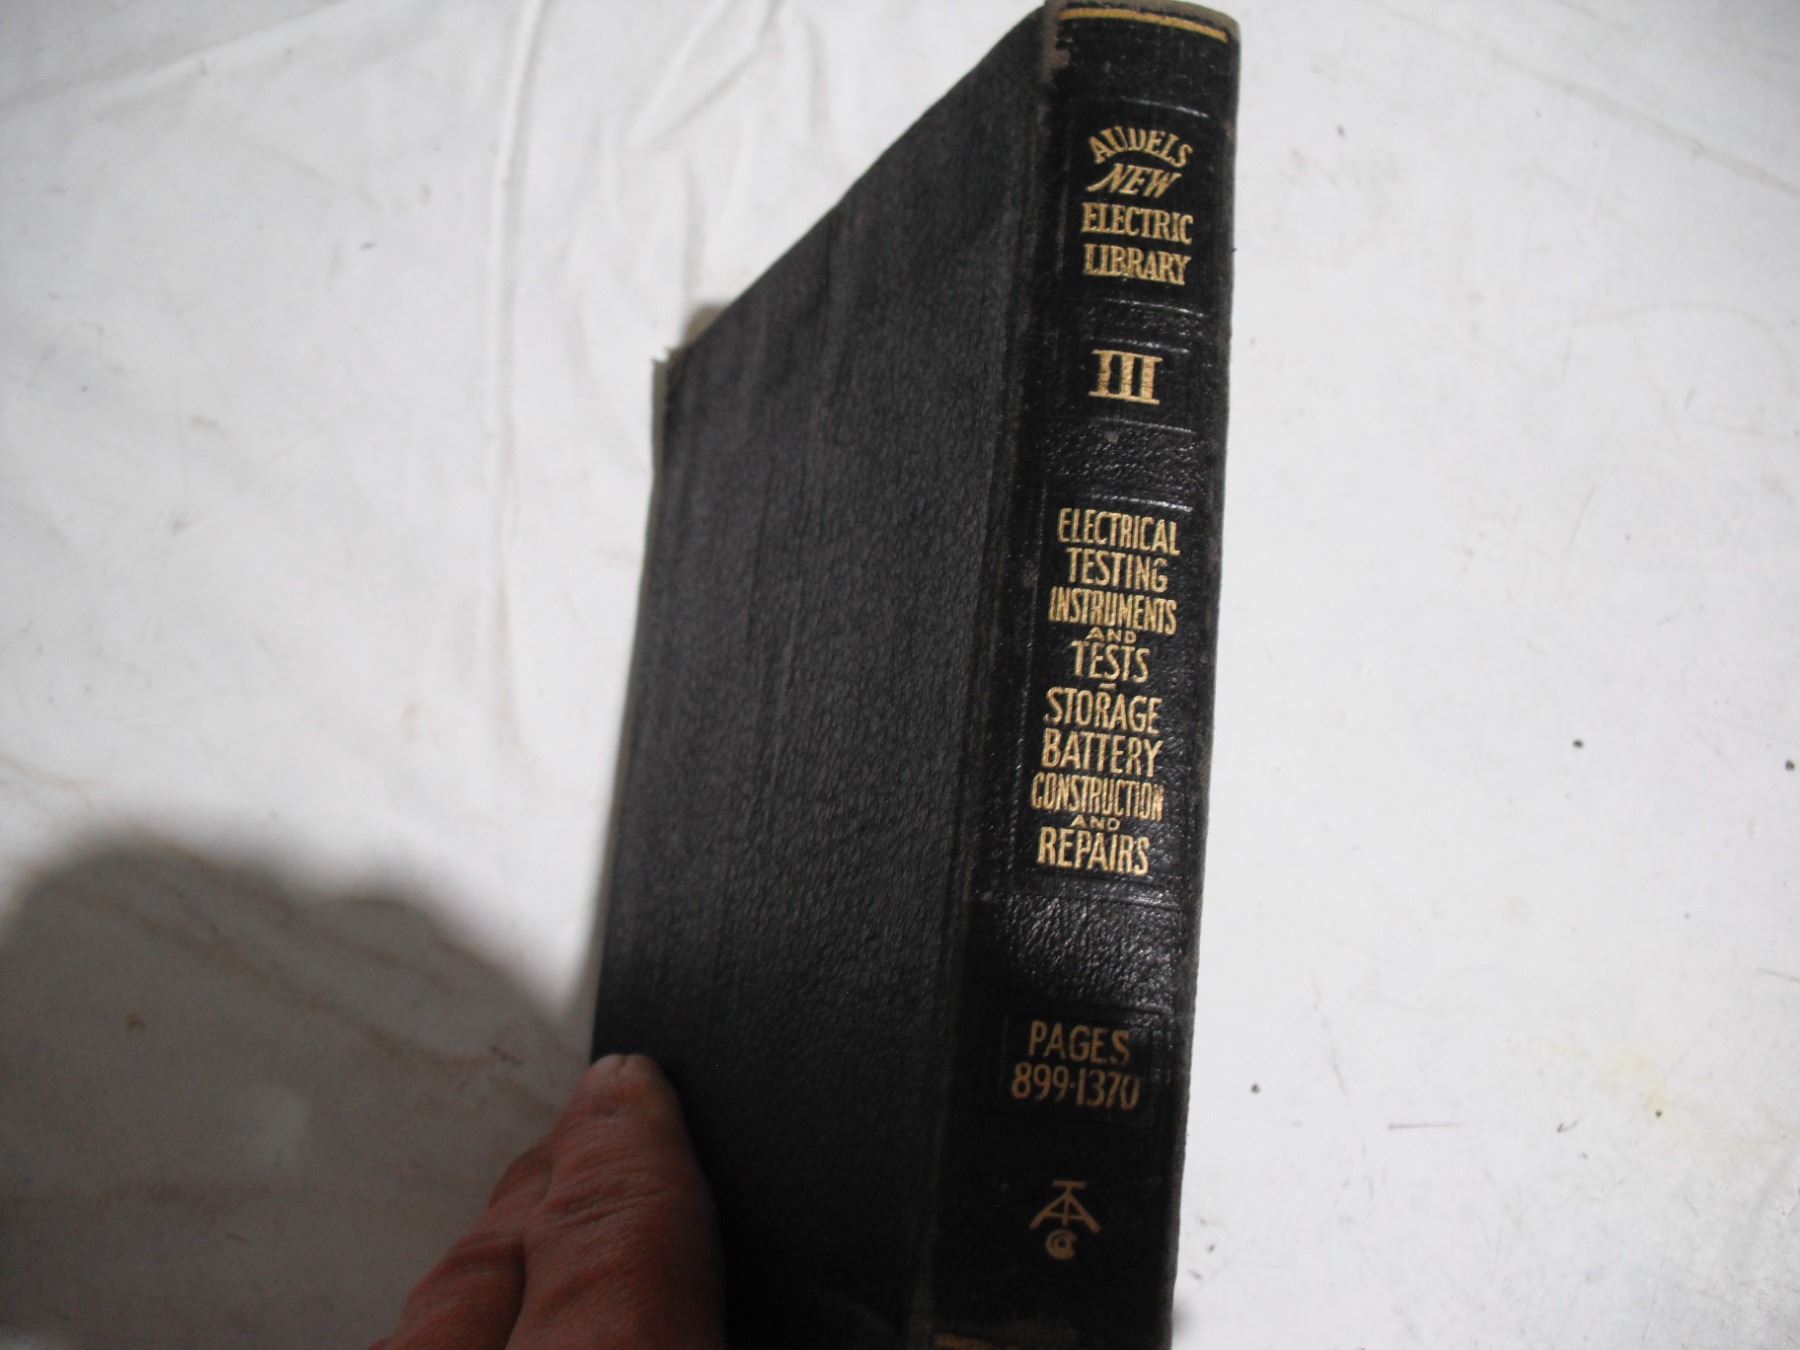 AUDELS
NEW
ELECTRIC
LIBRARY
III
ELECTRICAL
TESTING
INSTRUMENTS
AND
TESTS
-
STORAGE
BATTERY
CONSTRUCTION
AND
REPAIRS
PAGES
899-1370